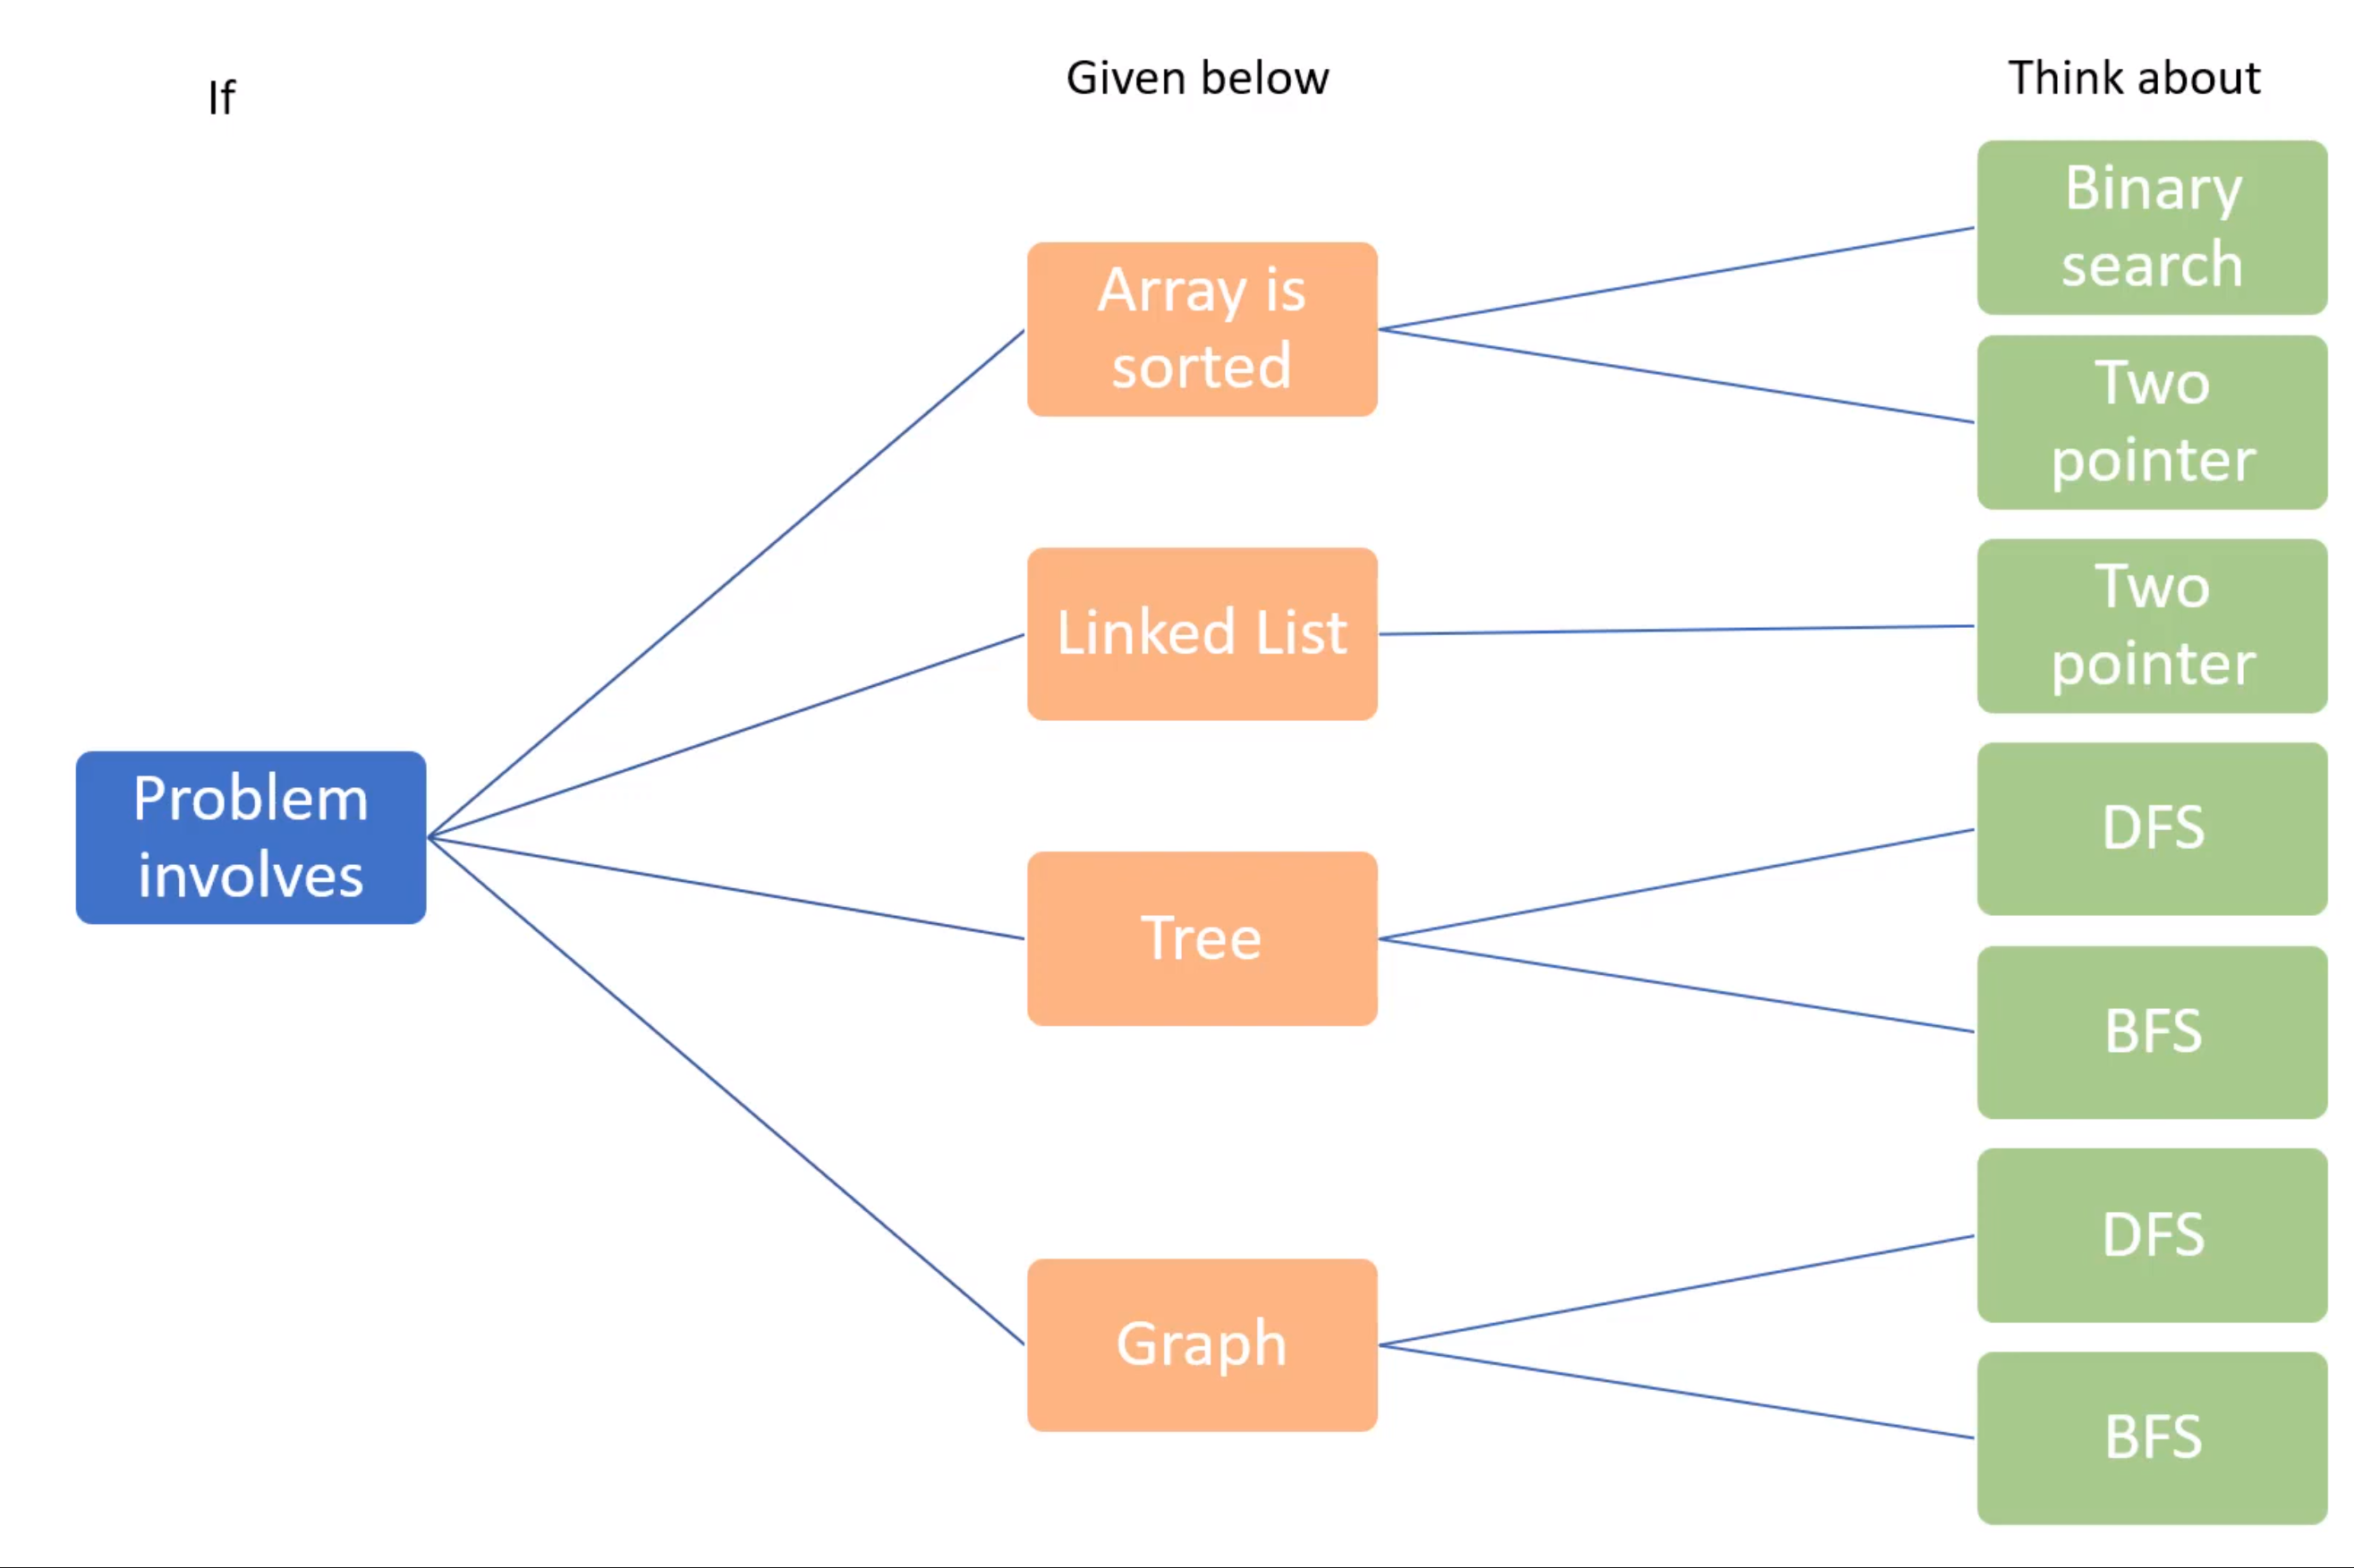 If
Given below
Think about
Problem
involves
Array is
sorted
Linked List
Tree
Graph
Binary
search
Two
pointer
Two
pointer
DFS
BFS
DFS
BFS